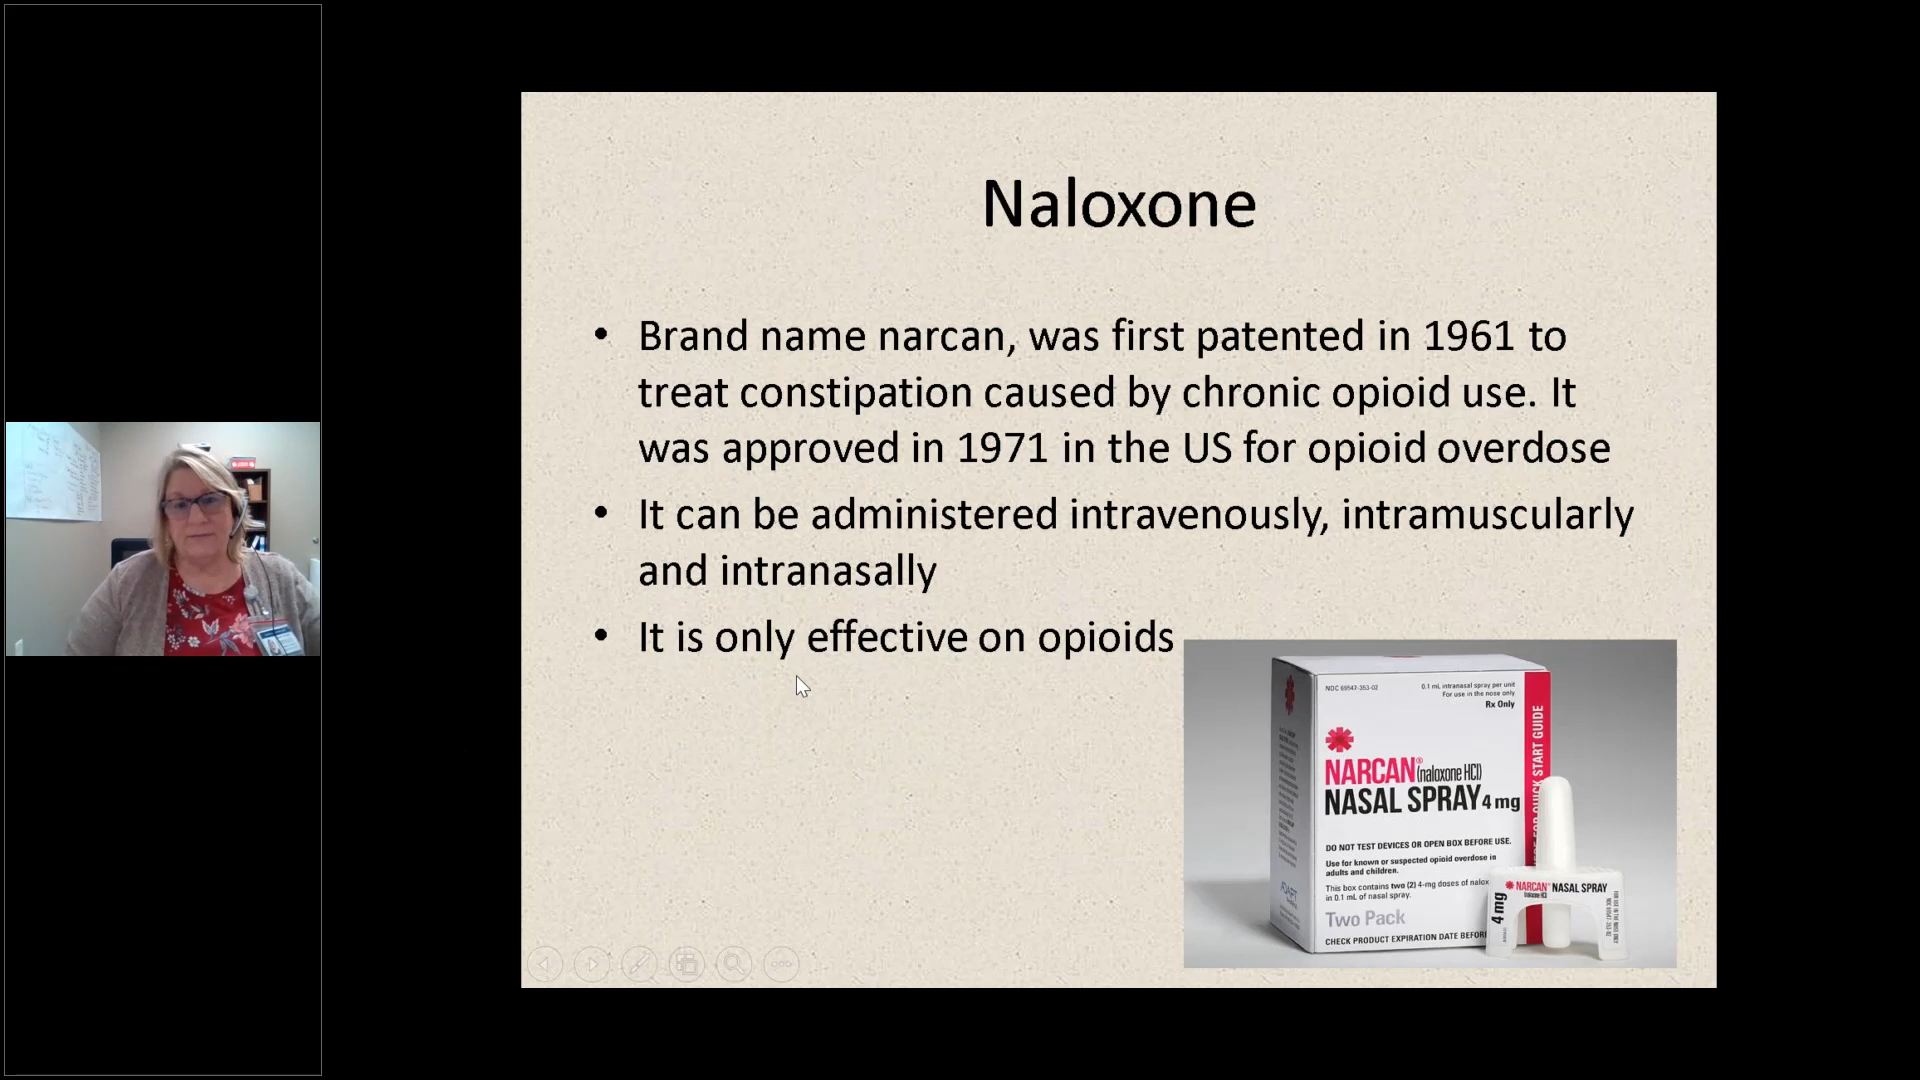 Naloxone
• Brand name narcan, was first patented in 1961 to
treat constipation caused by chronic opioid use. It
was approved in 1971 in the US for opioid overdose
• It can be administered intravenously, intramuscularly
and intranasally
• It is only effective on opioids
NDC 69547-353-02
0.1 mL intranasal spray per unit
For use in the nose only
Rx Only
NARCAN® (naloxone HCl)
NASAL SPRAY 4 mg
DO NOT TEST DEVICES OR OPEN BOX BEFORE USE.
Use for known or suspected opioid overdose in
adults and children.
This box contains two (2) 4-mg doses of nalox
in 0.1 mL of nasal spray.
Two Pack
CHECK PRODUCT EXPIRATION DATE BEFORE
QUICK START GUIDE
ADAPT
NARCAN® NASAL SPRAY
4 mg